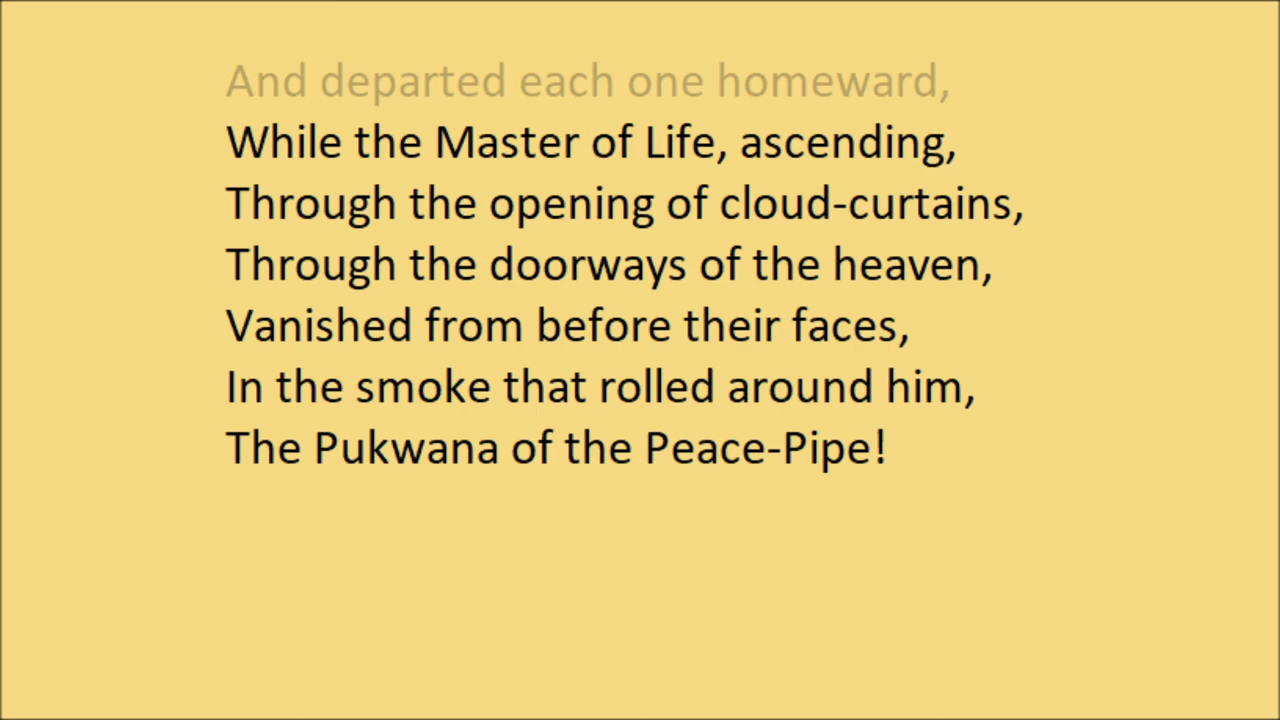 And departed each one homeward,
While the Master of Life, ascending,
Through the opening of cloud-curtains,
Through the doorways of the heaven,
Vanished from before their faces,
In the smoke that rolled around him,
The Pukwana of the Peace-Pipe!